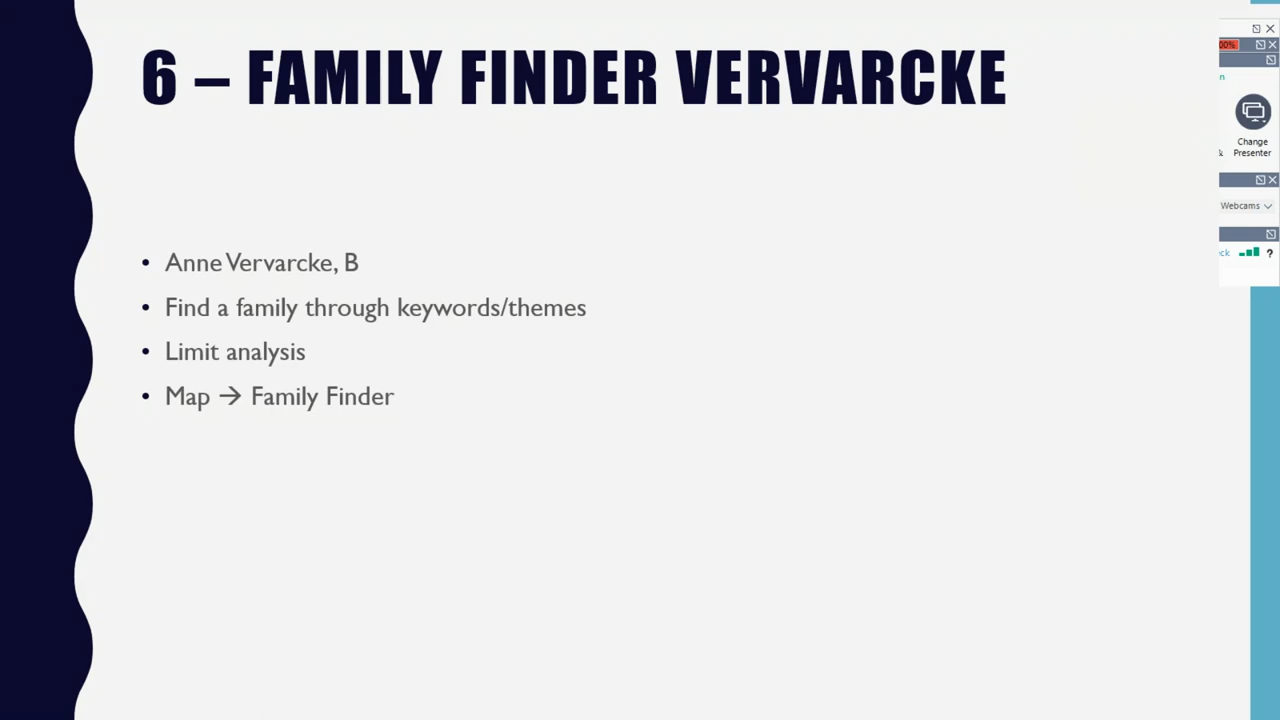 6 – FAMILY FINDER VERVARCKE
Anne Vervarcke, B
Find a family through keywords/themes
Limit analysis
Map → Family Finder
Change
Presenter
Webcams
?